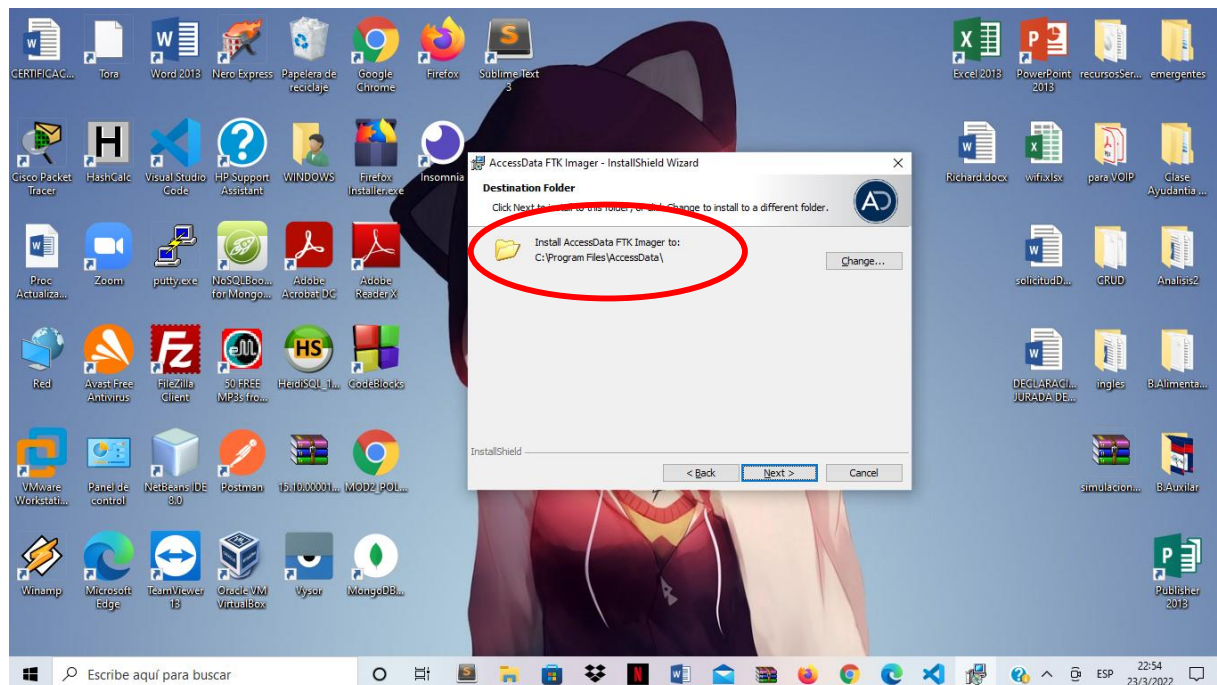 CERTIFICAC...
Tora
Word 2013
Nero Express
Papelera de
reciclaje
Google
Chrome
Firefox
Sublime Text
3
Excel 2013
PowerPoint
2013
recursosSer...
emergentes
Cisco Packet
Tracer
HashCalc
Visual Studio
Code
HP Support
Assistant
WINDOWS
Firefox
Installer.exe
Insomnia
Richard.docx
wifi.xlsx
para VOIP
Clase
Ayudantia ...
AccessData FTK Imager - InstallShield Wizard
Destination Folder
Click Next to install to this folder, or click Change to install to a different folder.
Install AccessData FTK Imager to:
C:\Program Files\AccessData\
Change...
InstallShield
< Back
Next >
Cancel
Proc
Actualiza...
Zoom
putty.exe
NoSQLBoo...
for Mongo...
Adobe
Acrobat DC
Adobe
Reader X
solicitudD...
CRUD
Analisis2
Red
Avast Free
Antivirus
FileZilla
Client
50 FREE
MP3s fro...
HeidiSQL_1...
CodeBlocks
DECLARACI...
JURADA DE...
ingles
B.Alimenta...
VMware
Workstati...
Panel de
control
NetBeans IDE
8.0
Postman
15.10.00001...
MOD2_POL...
simulacion...
B.Auxilar
Winamp
Microsoft
Edge
TeamViewer
13
Oracle VM
VirtualBox
Vysor
MongoDB...
Publisher
2013
Escribe aquí para buscar
ESP
22:54
23/3/2022